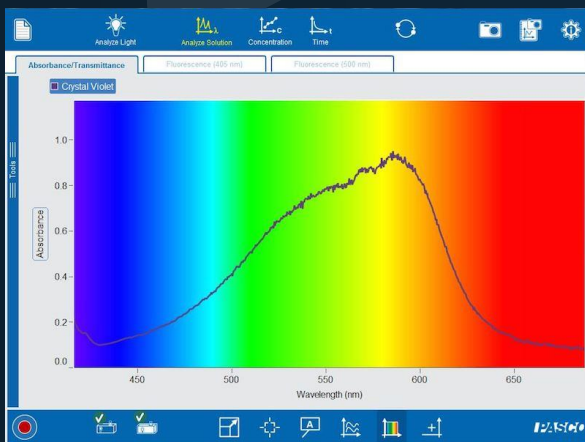 Analyze Light
Analyze Solution
Concentration
Time
Absorbance/Transmittance
Fluorescence (405 nm)
Fluorescence (500 nm)
Crystal Violet
Tools
Absorbance
1.0
0.8
0.6
0.4
0.2
0.0
450
500
550
600
650
Wavelength (nm)
A
PASCO